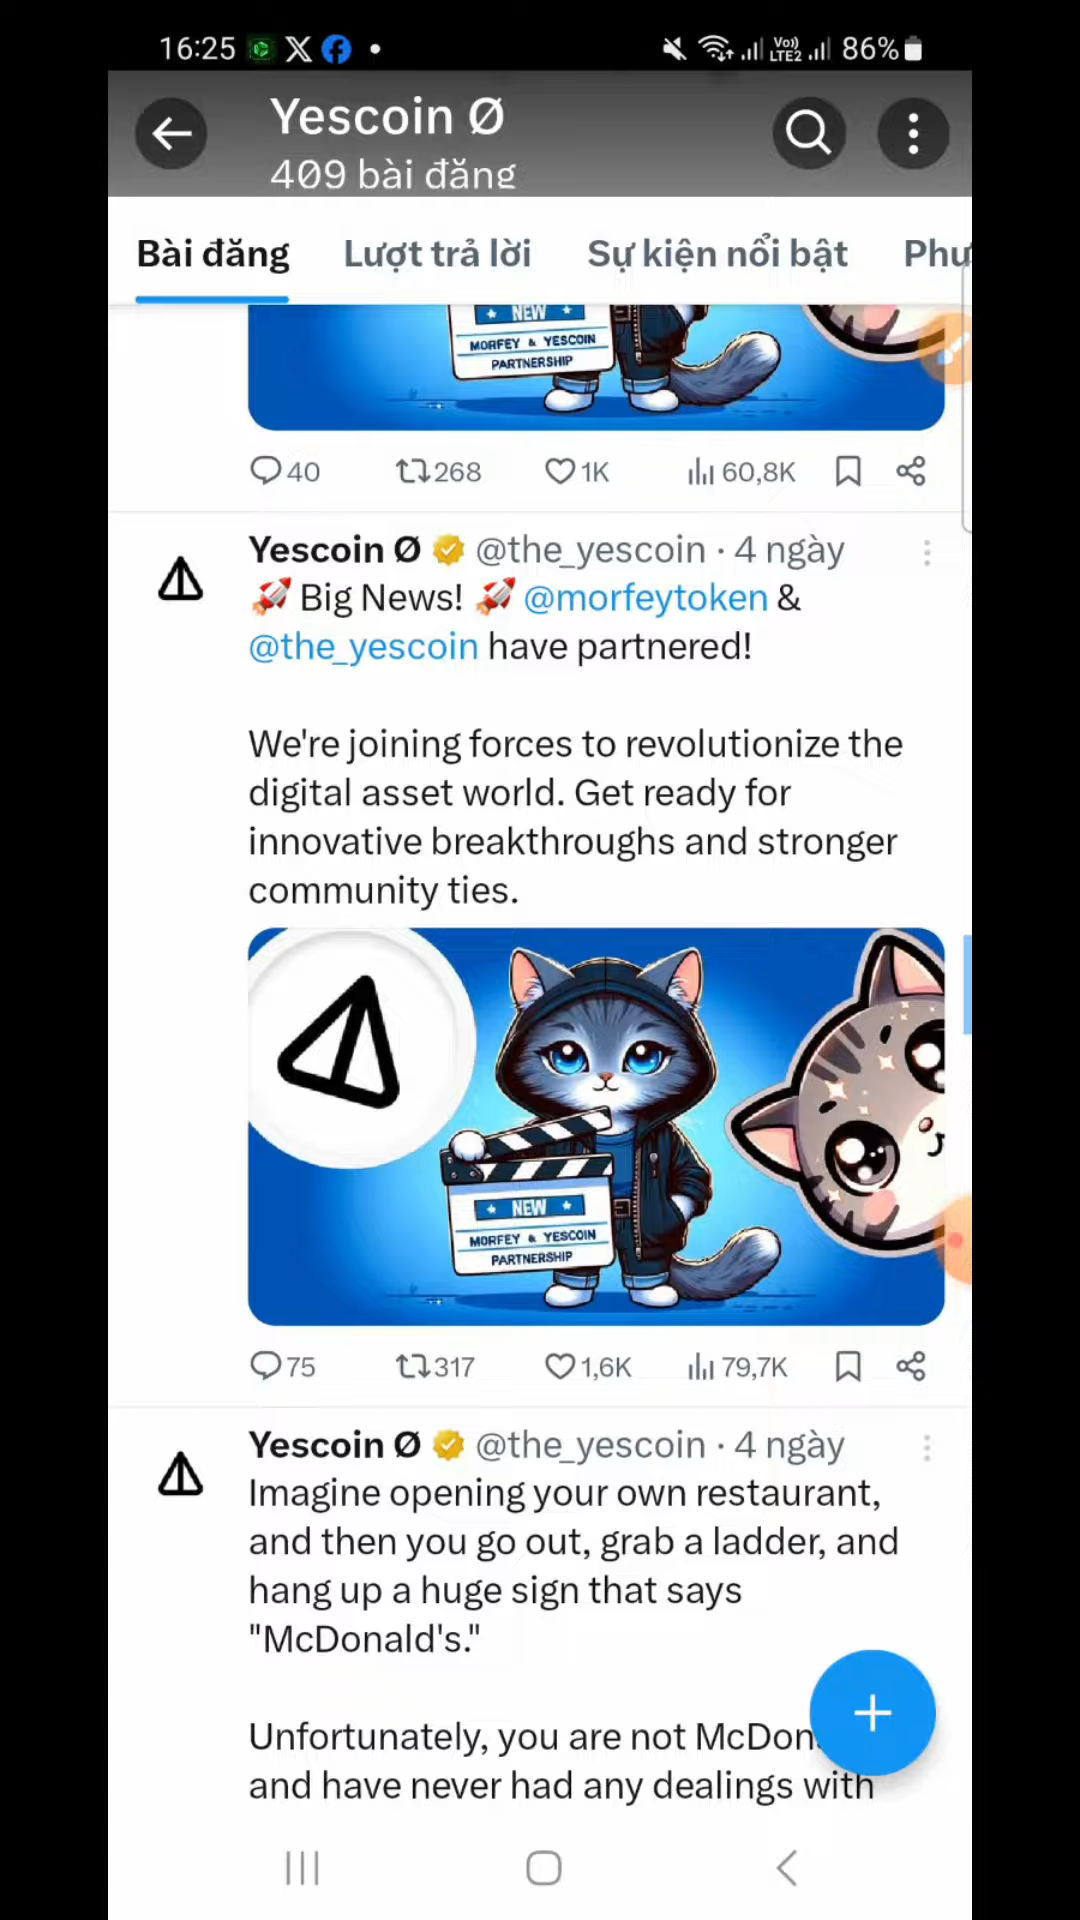 16:25
Vo))
LTE2
86%
Yescoin Ø
409 bài đăng
Bài đăng
Lượt trả lời
Sự kiện nổi bật
Phư
NEW
MORFEY & YESCOIN
PARTNERSHIP
40
268
1K
60,8K
Yescoin Ø @the_yescoin · 4 ngày
🚀 Big News! 🚀 @morfeytoken &
@the_yescoin have partnered!
We're joining forces to revolutionize the
digital asset world. Get ready for
innovative breakthroughs and stronger
community ties.
NEW
MORFEY & YESCOIN
PARTNERSHIP
75
317
1,6K
79,7K
Yescoin Ø @the_yescoin · 4 ngày
Imagine opening your own restaurant,
and then you go out, grab a ladder, and
hang up a huge sign that says
"McDonald's."
Unfortunately, you are not McDon
and have never had any dealings with